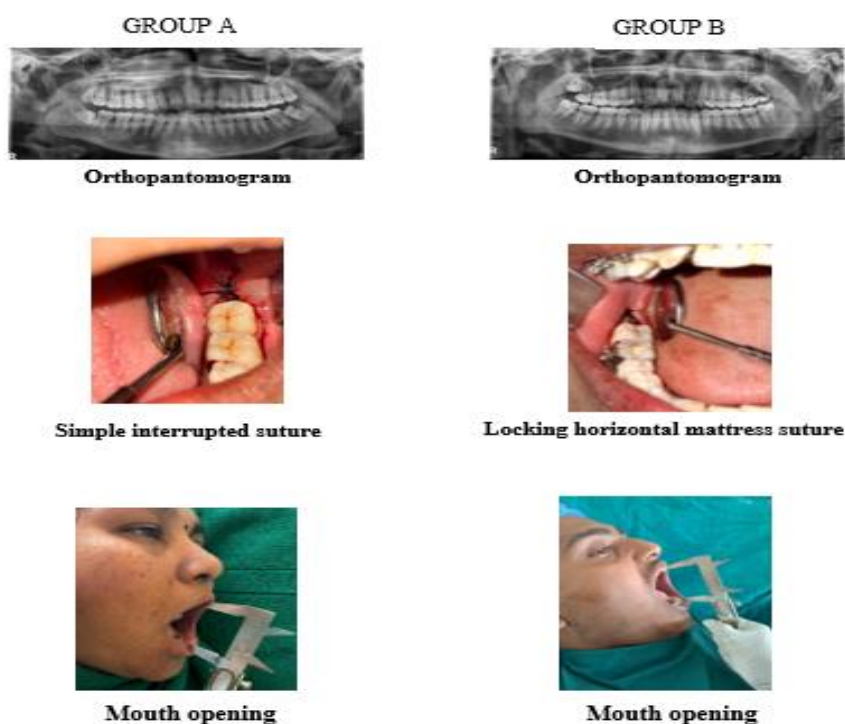 GROUP A
GROUP B
Orthopantomogram
Orthopantomogram
Simple interrupted suture
Locking horizontal mattress suture
Mouth opening
Mouth opening